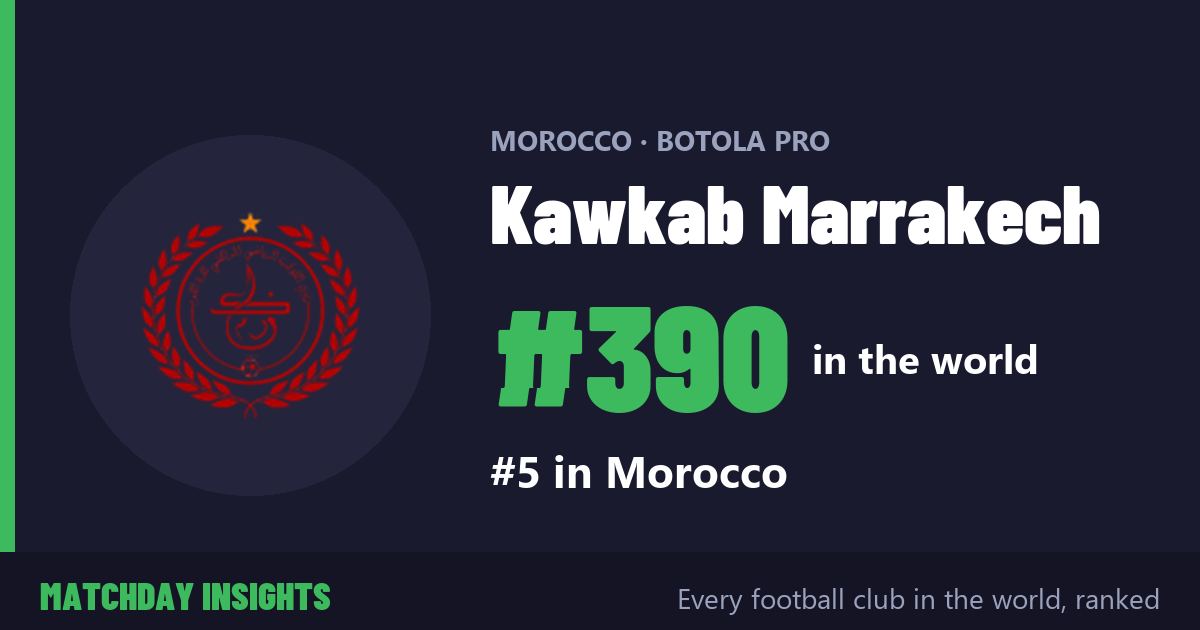 MOROCCO · BOTOLA PRO
Kawkab Marrakech
#390 in the world
#5 in Morocco
MATCHDAY INSIGHTS
Every football club in the world, ranked